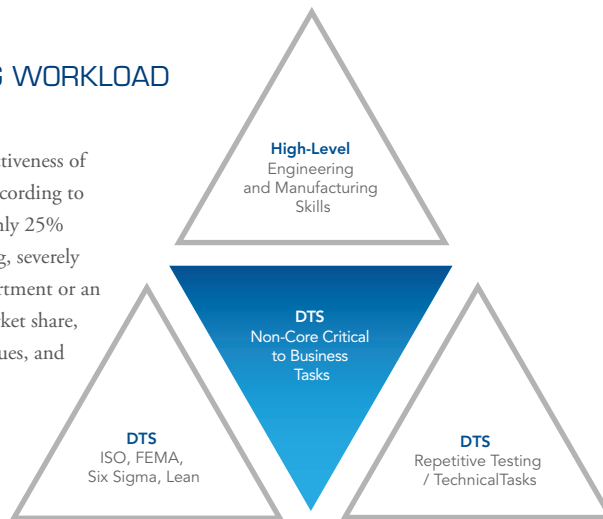 WORKLOAD
tiveness of
cording to
nly 25%
g, severely
rtment or an
rket share,
ues, and
High-Level
Engineering
and Manufacturing
Skills
DTS
Non-Core Critical
to Business
Tasks
DTS
ISO, FEMA,
Six Sigma, Lean
DTS
Repetitive Testing
/ TechnicalTasks